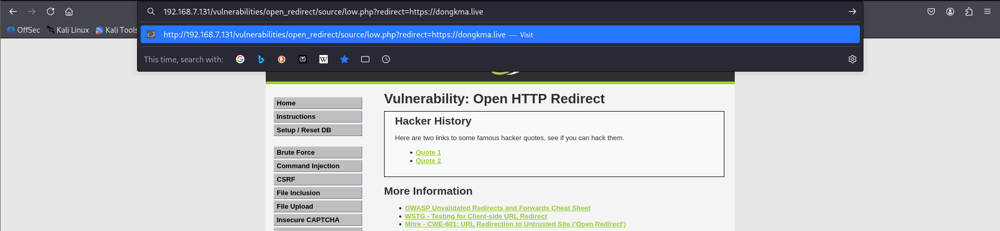 192.168.7.131/vulnerabilities/open_redirect/source/low.php?redirect=https://dongkma.live
OffSec Kali Linux Kali Tools
http://192.168.7.131/vulnerabilities/open_redirect/source/low.php?redirect=https://dongkma.live — Visit
This time, search with:
Home
Instructions
Setup / Reset DB
Brute Force
Command Injection
CSRF
File Inclusion
File Upload
Insecure CAPTCHA
Vulnerability: Open HTTP Redirect
Hacker History
Here are two links to some famous hacker quotes, see if you can hack them.
Quote 1
Quote 2
More Information
OWASP Unvalidated Redirects and Forwards Cheat Sheet
WSTG - Testing for Client-side URL Redirect
Mitre - CWE-601: URL Redirection to Untrusted Site ('Open Redirect')